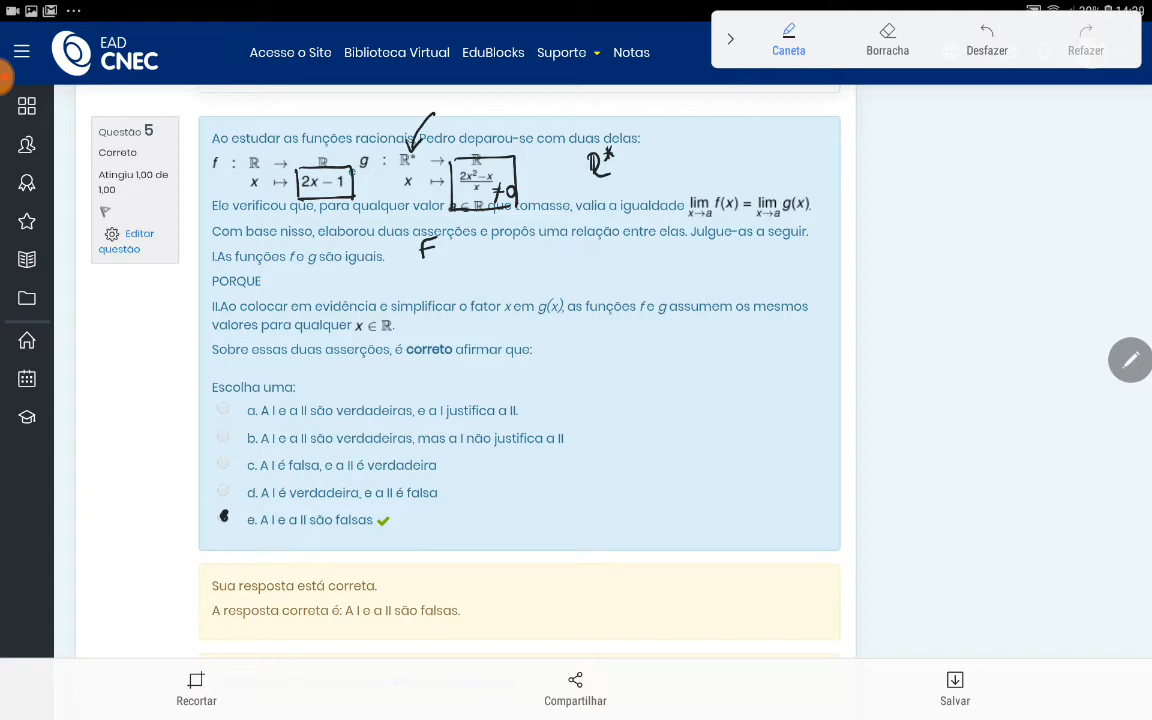 14:39
EAD
CNEC
Acesse o Site Biblioteca Virtual EduBlocks Suporte Notas
Caneta Borracha Desfazer Refazer
Questão 5
Correto
Atingiu 1,00 de
1,00
Editar
questão
Ao estudar as funções racionais, Pedro deparou-se com duas delas:
f : ℝ → ℝ g : ℝ* → ℝ
x ↦ 2x − 1 x ↦ (2x²−x)/x
≠0
ℝ*
Ele verificou que, para qualquer valor a ∈ ℝ que tomasse, valia a igualdade lim x→a f(x) = lim x→a g(x).
Com base nisso, elaborou duas asserções e propôs uma relação entre elas. Julgue-as a seguir.
F
I.As funções f e g são iguais.
PORQUE
II.Ao colocar em evidência e simplificar o fator x em g(x), as funções f e g assumem os mesmos
valores para qualquer x ∈ ℝ.
Sobre essas duas asserções, é correto afirmar que:
Escolha uma:
a. A I e a II são verdadeiras, e a I justifica a II.
b. A I e a II são verdadeiras, mas a I não justifica a II
c. A I é falsa, e a II é verdadeira
d. A I é verdadeira, e a II é falsa
e. A I e a II são falsas
Sua resposta está correta.
A resposta correta é: A I e a II são falsas.
Recortar Compartilhar Salvar